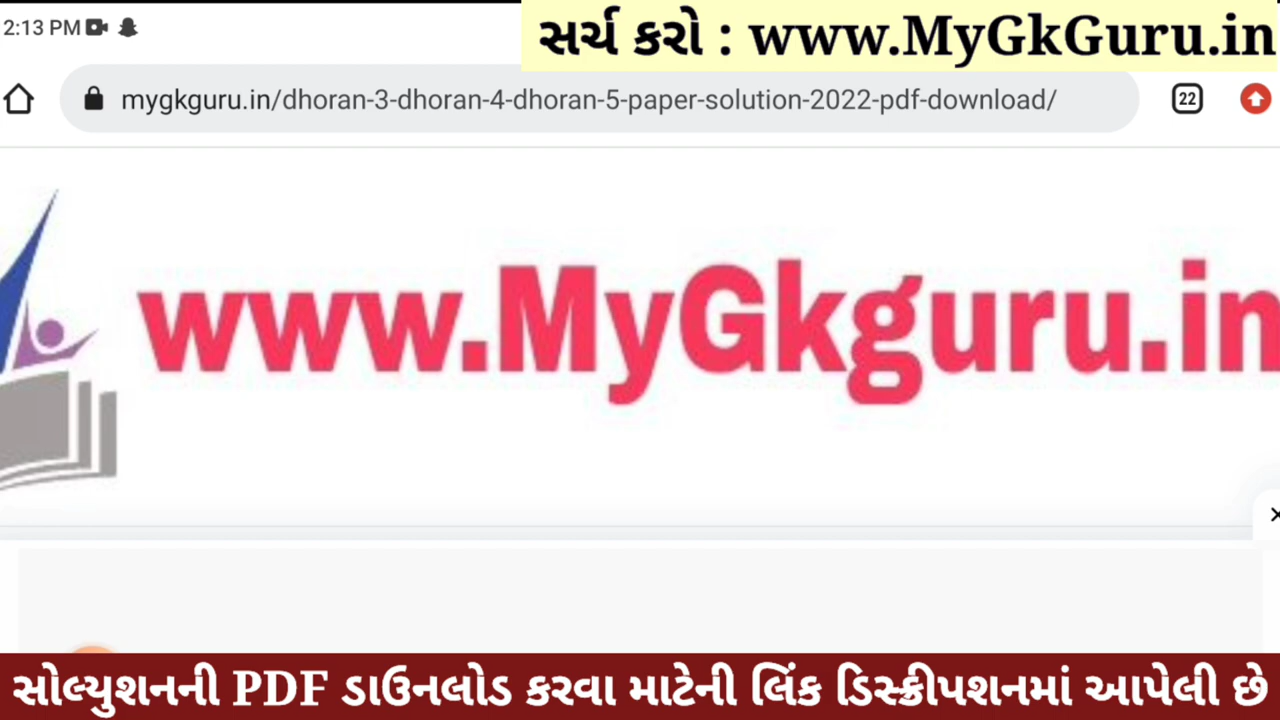 2:13 PM
સર્ચ કરો : www.MyGkGuru.in
mygkguru.in/dhoran-3-dhoran-4-dhoran-5-paper-solution-2022-pdf-download/
22
www.MyGkguru.in
સોલ્યુશનની PDF ડાઉનલોડ કરવા માટેની લિંક ડિસ્ક્રીપશનમાં આપેલી છે